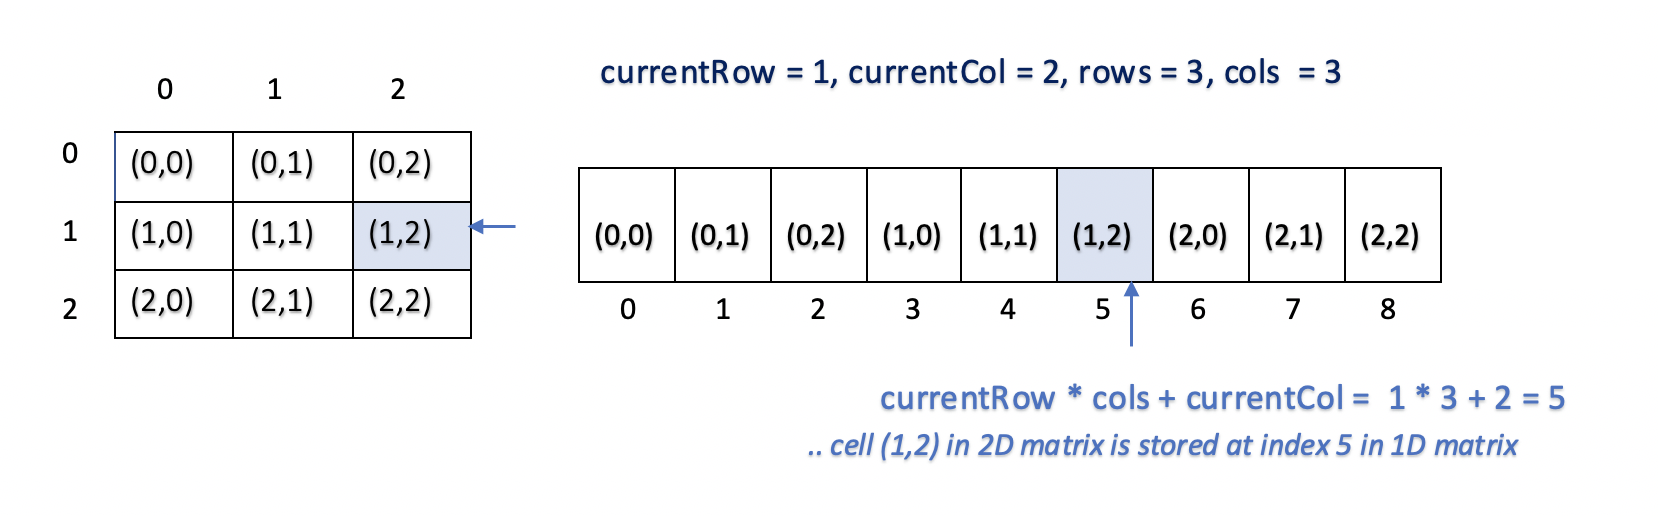 currentRow = 1, currentCol = 2, rows = 3, cols = 3
0 1 2
0 (0,0) (0,1) (0,2)
1 (1,0) (1,1) (1,2)
2 (2,0) (2,1) (2,2)
(0,0) (0,1) (0,2) (1,0) (1,1) (1,2) (2,0) (2,1) (2,2)
0 1 2 3 4 5 6 7 8
currentRow * cols + currentCol = 1 * 3 + 2 = 5
.. cell (1,2) in 2D matrix is stored at index 5 in 1D matrix